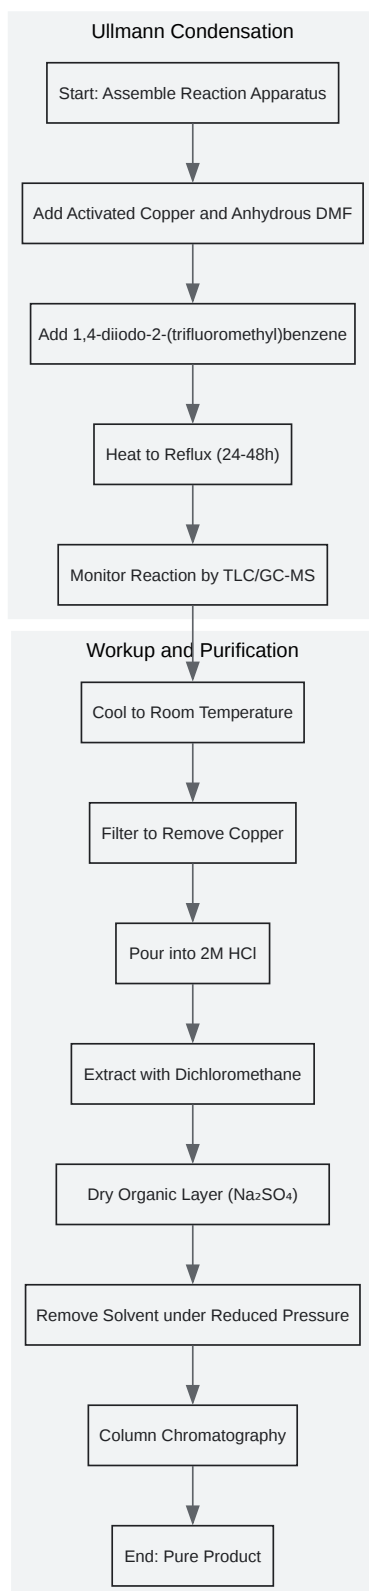 Ullmann Condensation
Start: Assemble Reaction Apparatus
Add Activated Copper and Anhydrous DMF
Add 1,4-diiodo-2-(trifluoromethyl)benzene
Heat to Reflux (24-48h)
Monitor Reaction by TLC/GC-MS
Workup and Purification
Cool to Room Temperature
Filter to Remove Copper
Pour into 2M HCl
Extract with Dichloromethane
Dry Organic Layer (Na₂SO₄)
Remove Solvent under Reduced Pressure
Column Chromatography
End: Pure Product